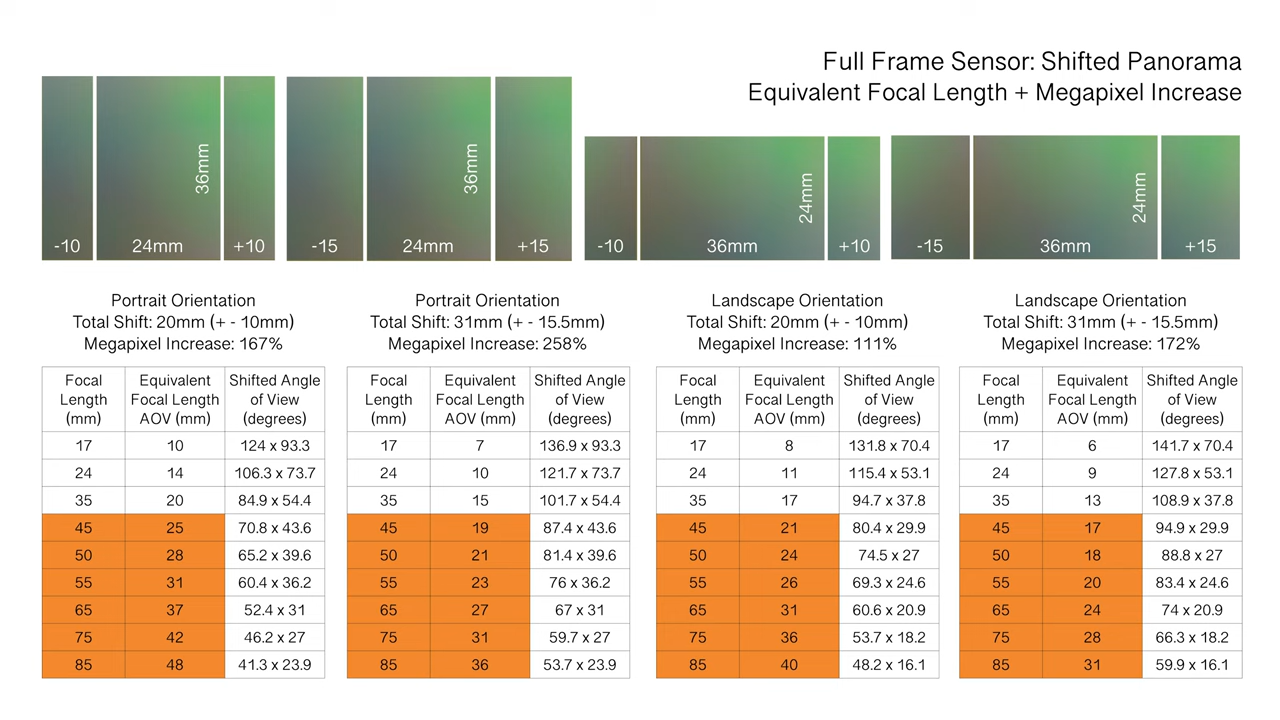 Full Frame Sensor: Shifted Panorama
Equivalent Focal Length + Megapixel Increase
-10 24mm 36mm +10
-15 24mm 36mm +15
-10 36mm 24mm +10
-15 36mm 24mm +15
Portrait Orientation
Total Shift: 20mm (+ - 10mm)
Megapixel Increase: 167%
Focal Length (mm) Equivalent Focal Length AOV (mm) Shifted Angle of View (degrees)
17 10 124 x 93.3
24 14 106.3 x 73.7
35 20 84.9 x 54.4
45 25 70.8 x 43.6
50 28 65.2 x 39.6
55 31 60.4 x 36.2
65 37 52.4 x 31
75 42 46.2 x 27
85 48 41.3 x 23.9
Portrait Orientation
Total Shift: 31mm (+ - 15.5mm)
Megapixel Increase: 258%
Focal Length (mm) Equivalent Focal Length AOV (mm) Shifted Angle of View (degrees)
17 7 136.9 x 93.3
24 10 121.7 x 73.7
35 15 101.7 x 54.4
45 19 87.4 x 43.6
50 21 81.4 x 39.6
55 23 76 x 36.2
65 27 67 x 31
75 31 59.7 x 27
85 36 53.7 x 23.9
Landscape Orientation
Total Shift: 20mm (+ - 10mm)
Megapixel Increase: 111%
Focal Length (mm) Equivalent Focal Length AOV (mm) Shifted Angle of View (degrees)
17 8 131.8 x 70.4
24 11 115.4 x 53.1
35 17 94.7 x 37.8
45 21 80.4 x 29.9
50 24 74.5 x 27
55 26 69.3 x 24.6
65 31 60.6 x 20.9
75 36 53.7 x 18.2
85 40 48.2 x 16.1
Landscape Orientation
Total Shift: 31mm (+ - 15.5mm)
Megapixel Increase: 172%
Focal Length (mm) Equivalent Focal Length AOV (mm) Shifted Angle of View (degrees)
17 6 141.7 x 70.4
24 9 127.8 x 53.1
35 13 108.9 x 37.8
45 17 94.9 x 29.9
50 18 88.8 x 27
55 20 83.4 x 24.6
65 24 74 x 20.9
75 28 66.3 x 18.2
85 31 59.9 x 16.1